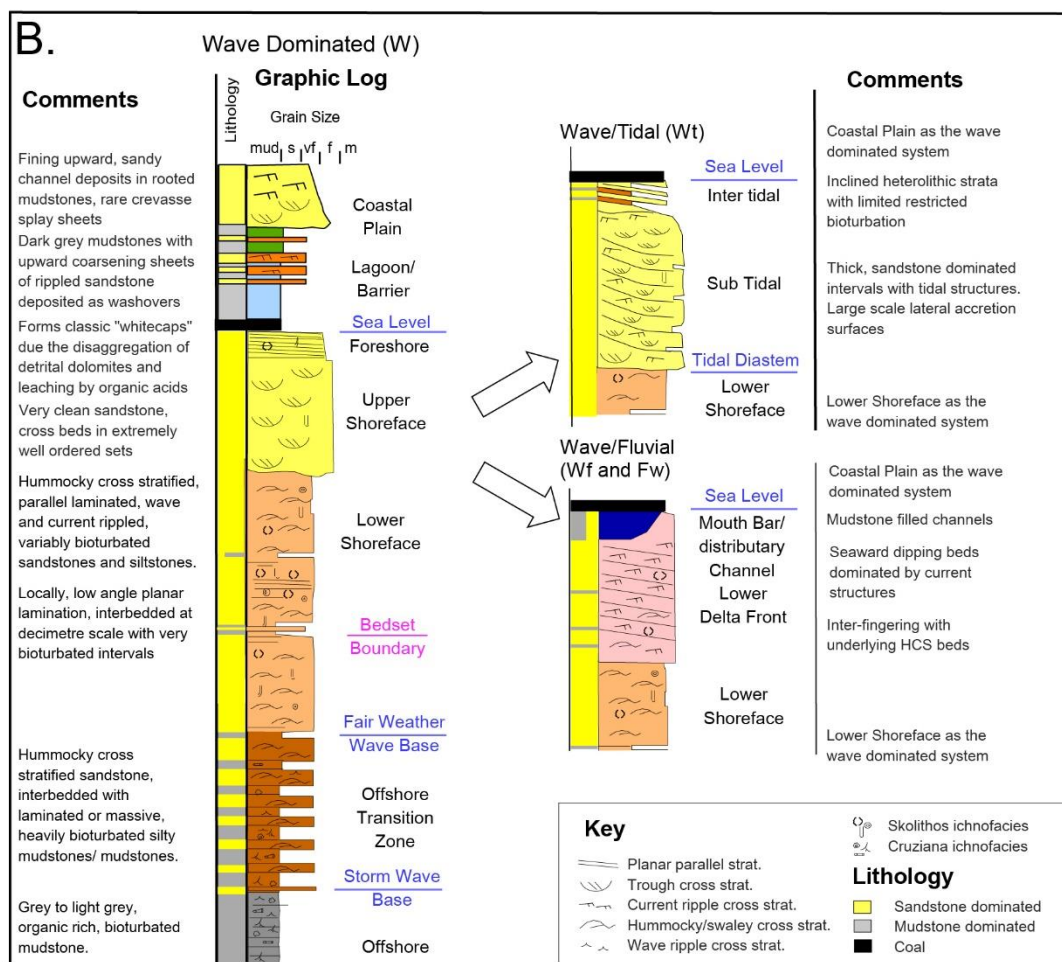 B.
Wave Dominated (W)
Comments
Lithology
Graphic Log
Grain Size
mud s vf f m
Fining upward, sandy
channel deposits in rooted
mudstones, rare crevasse
splay sheets
Dark grey mudstones with
upward coarsening sheets
of rippled sandstone
deposited as washovers
Forms classic "whitecaps"
due the disaggregation of
detrital dolomites and
leaching by organic acids
Very clean sandstone,
cross beds in extremely
well ordered sets
Hummocky cross stratified,
parallel laminated, wave
and current rippled,
variably bioturbated
sandstones and siltstones.
Locally, low angle planar
lamination, interbedded at
decimetre scale with very
bioturbated intervals
Hummocky cross
stratified sandstone,
interbedded with
laminated or massive,
heavily bioturbated silty
mudstones/ mudstones.
Grey to light grey,
organic rich, bioturbated
mudstone.
Coastal
Plain
Lagoon/
Barrier
Sea Level
Foreshore
Upper
Shoreface
Lower
Shoreface
Bedset
Boundary
Fair Weather
Wave Base
Offshore
Transition
Zone
Storm Wave
Base
Offshore
Wave/Tidal (Wt)
Sea Level
Inter tidal
Sub Tidal
Tidal Diastem
Lower
Shoreface
Comments
Coastal Plain as the wave
dominated system
Inclined heterolithic strata
with limited restricted
bioturbation
Thick, sandstone dominated
intervals with tidal structures.
Large scale lateral accretion
surfaces
Lower Shoreface as the
wave dominated system
Wave/Fluvial
(Wf and Fw)
Sea Level
Mouth Bar/
distributary
Channel
Lower
Delta Front
Lower
Shoreface
Coastal Plain as the wave
dominated system
Mudstone filled channels
Seaward dipping beds
dominated by current
structures
Inter-fingering with
underlying HCS beds
Lower Shoreface as the
wave dominated system
Key
Planar parallel strat.
Trough cross strat.
Current ripple cross strat.
Hummocky/swaley cross strat.
Wave ripple cross strat.
Skolithos ichnofacies
Cruziana ichnofacies
Lithology
Sandstone dominated
Mudstone dominated
Coal